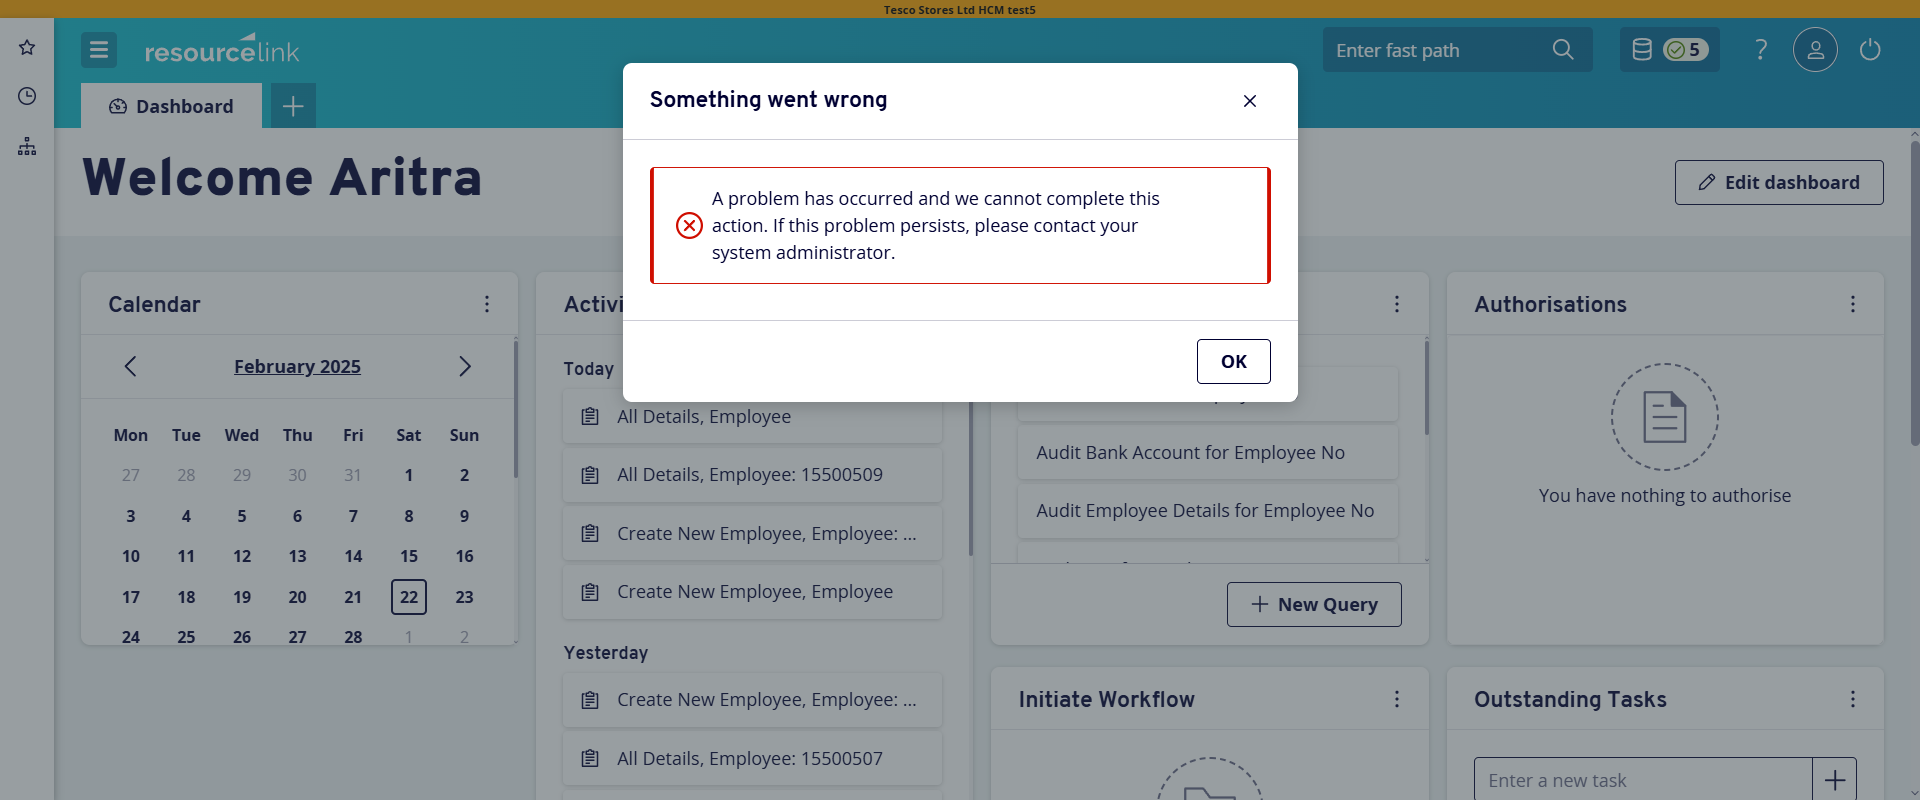 Tesco Stores Ltd HCM test5
resourcelink
Enter fast path
5
?
Dashboard
Welcome Aritra
Edit dashboard
Something went wrong
A problem has occurred and we cannot complete this
action. If this problem persists, please contact your
system administrator.
OK
Calendar
February 2025
Mon Tue Wed Thu Fri Sat Sun
27 28 29 30 31 1 2
3 4 5 6 7 8 9
10 11 12 13 14 15 16
17 18 19 20 21 22 23
24 25 26 27 28 1 2
Activi
Today
All Details, Employee
All Details, Employee: 15500509
Create New Employee, Employee: ...
Create New Employee, Employee
Yesterday
Create New Employee, Employee: ...
All Details, Employee: 15500507
Audit Bank Account for Employee No
Audit Employee Details for Employee No
New Query
Initiate Workflow
Authorisations
You have nothing to authorise
Outstanding Tasks
Enter a new task